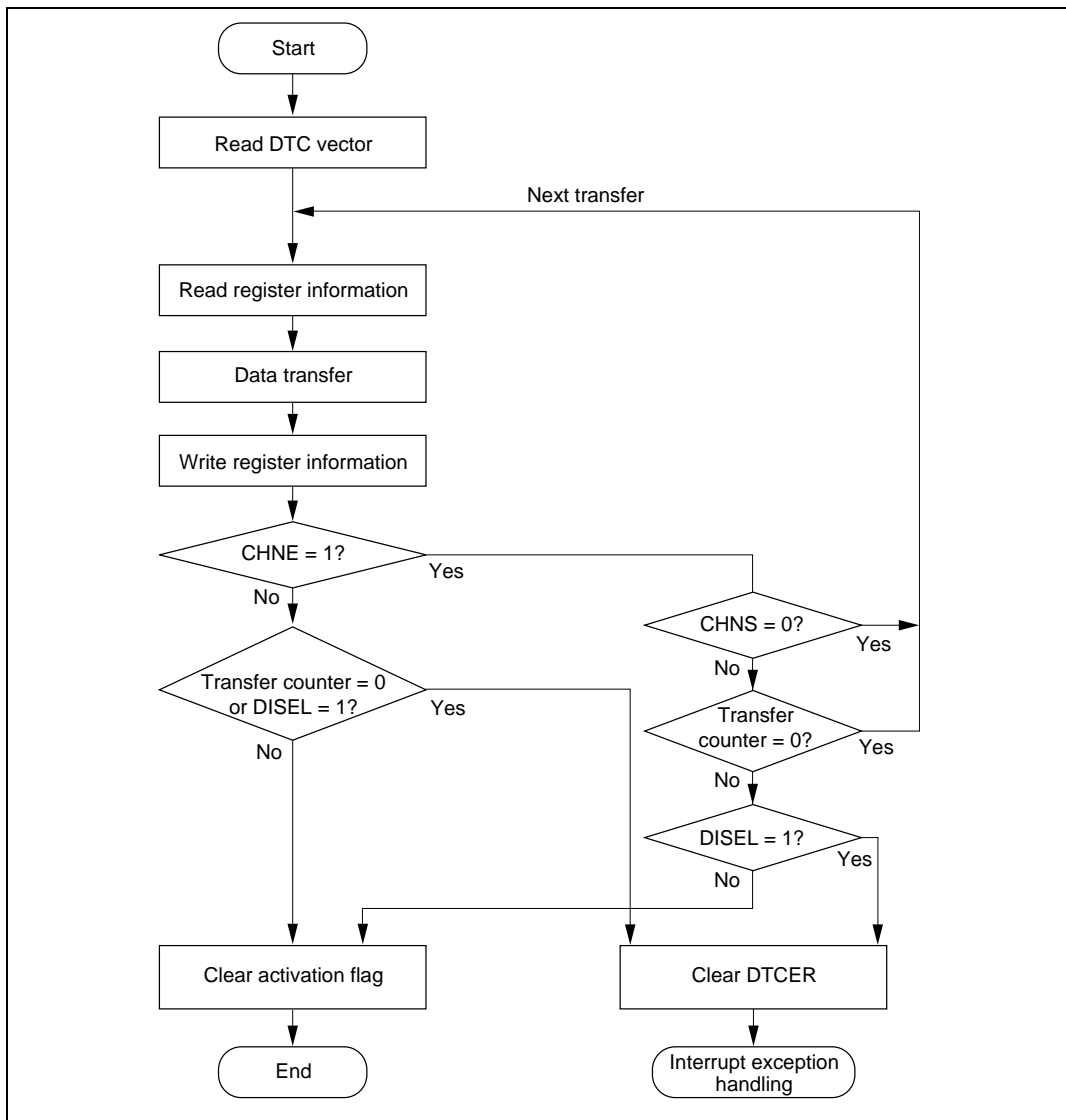 Start
Read DTC vector
Next transfer
Read register information
Data transfer
Write register information
CHNE = 1?
Yes
No
CHNS = 0?
Yes
No
Transfer counter = 0
or DISEL = 1?
Yes
No
Transfer
counter = 0?
Yes
No
DISEL = 1?
Yes
No
Clear activation flag
Clear DTCER
End
Interrupt exception
handling